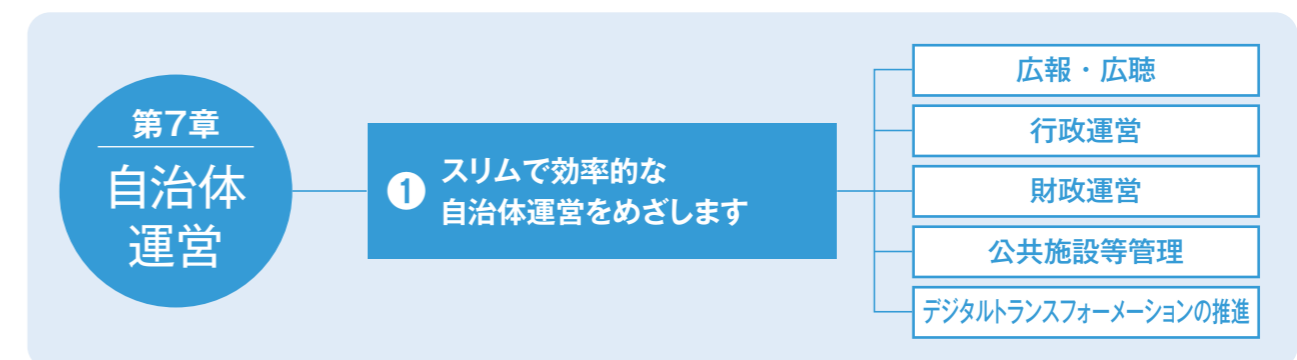 第7章
自治体
運営
❶ スリムで効率的な
自治体運営をめざします
広報・広聴
行政運営
財政運営
公共施設等管理
デジタルトランスフォーメーションの推進